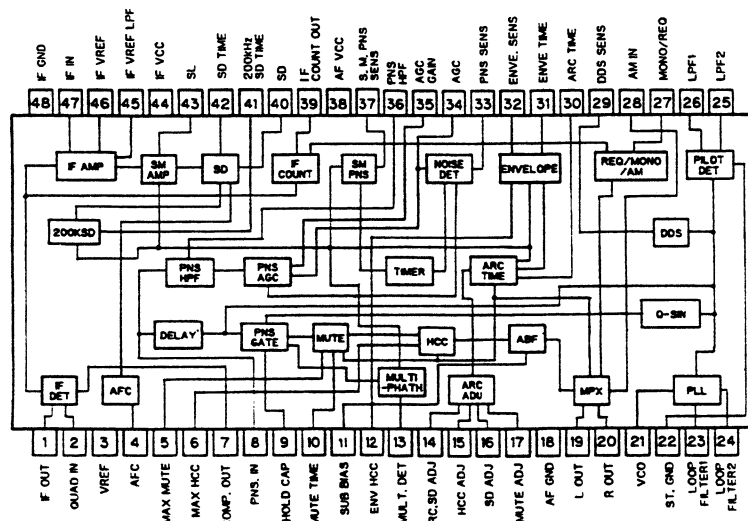 IF GND
IF IN
IF VREF
IF VREF LPF
IF VCC
SL
SD TIME
200kHz
SD TIME
SD
I.F
COUNT OUT
AF VCC
S. M. PNS
SENS
PNS
HPF
AGC
GAIN
AGC
PNS SENS
ENVE. SENS
ENVE TIME
ARC TIME
DDS SENS
AM IN
MONO/REQ
LPF1
LPF2
48 47 46 45 44 43 42 41 40 39 38 37 36 35 34 33 32 31 30 29 28 27 26 25
IF AMP
SM
AMP
SD
IF
COUNT
SM
PNS
NOISE
DET
ENVELOPE
REQ/MONO
/AM
PILOT
DET
200KSD
DDS
PNS
HPF
PNS
AGC
TIMER
ARC
TIME
Q-SIN
DELAY
PNS
GATE
MUTE
HCC
ABF
IF
DET
AFC
MULTI
-PHATH
ARC
ADU
MPX
PLL
1 2 3 4 5 6 7 8 9 10 11 12 13 14 15 16 17 18 19 20 21 22 23 24
IF OUT
QUAD IN
VREF
AFC
MAX MUTE
MAX HCC
COMP. OUT
PNS. IN
HOLD CAP
MUTE TIME
SUB BIAS
ENV HCC
MULT. DET
RC,SD ADJ
HCC ADJ
SD ADJ
MUTE ADJ
AF GND
L OUT
R OUT
VCO
ST. GND
LOOP
FILTER1
LOOP
FILTER2